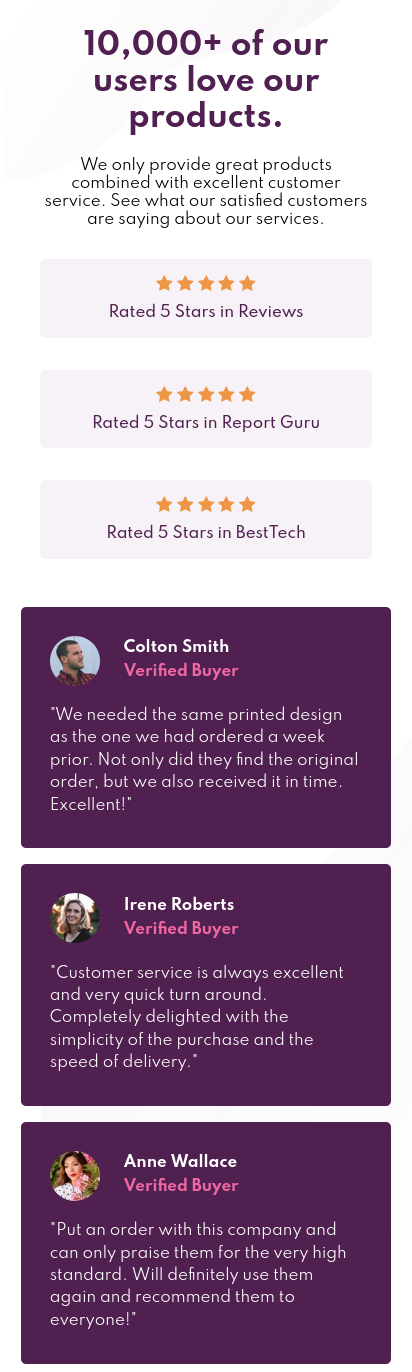 10,000+ of our
users love our
products.
We only provide great products
combined with excellent customer
service. See what our satisfied customers
are saying about our services.
Rated 5 Stars in Reviews
Rated 5 Stars in Report Guru
Rated 5 Stars in BestTech
Colton Smith
Verified Buyer
"We needed the same printed design
as the one we had ordered a week
prior. Not only did they find the original
order, but we also received it in time.
Excellent!"
Irene Roberts
Verified Buyer
"Customer service is always excellent
and very quick turn around.
Completely delighted with the
simplicity of the purchase and the
speed of delivery."
Anne Wallace
Verified Buyer
"Put an order with this company and
can only praise them for the very high
standard. Will definitely use them
again and recommend them to
everyone!"